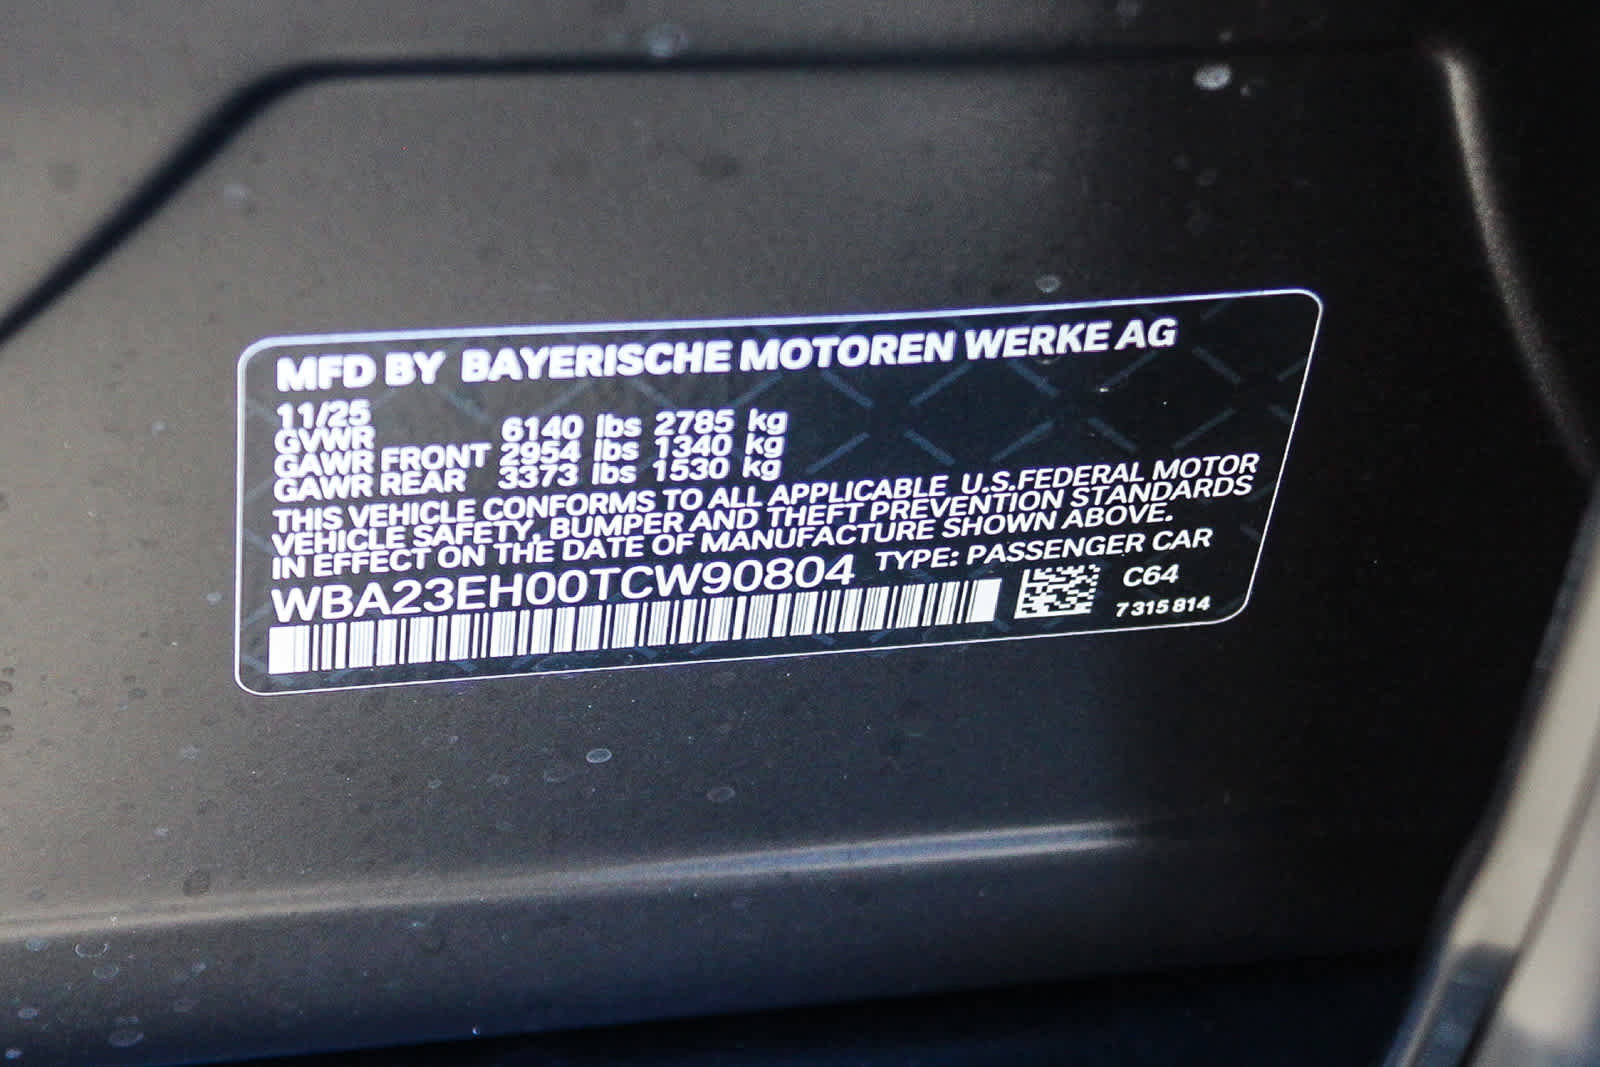 MFD BY BAYERISCHE MOTOREN WERKE AG
11/25
GVWR 6140 lbs 2785 kg
GAWR FRONT 2954 lbs 1340 kg
GAWR REAR 3373 lbs 1530 kg
THIS VEHICLE CONFORMS TO ALL APPLICABLE U.S.FEDERAL MOTOR
VEHICLE SAFETY, BUMPER AND THEFT PREVENTION STANDARDS
IN EFFECT ON THE DATE OF MANUFACTURE SHOWN ABOVE.
WBA23EH00TCW90804 TYPE: PASSENGER CAR
C64
7 315 814